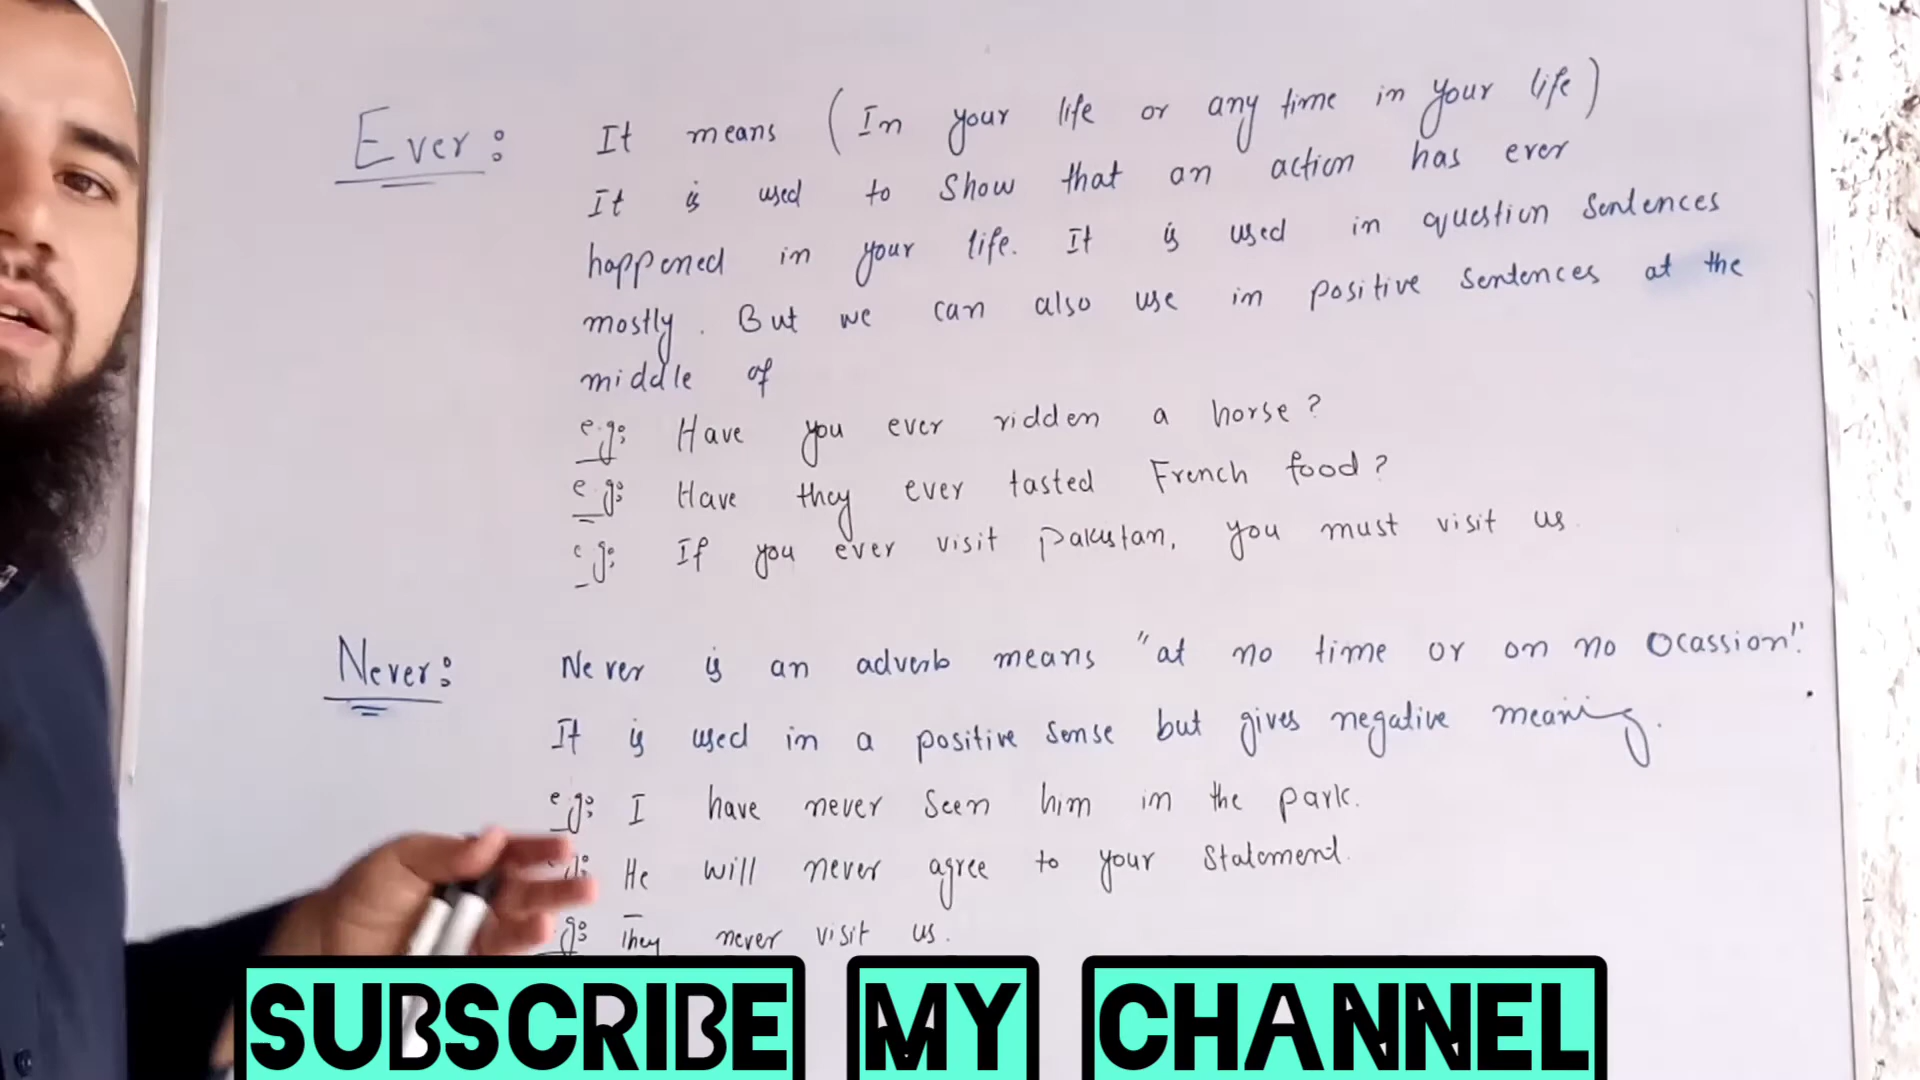 Ever: It means (In your life or any time in your life)
It is used to Show that an action has ever
happened in your life. It is used in question Sentences
mostly. But we can also use in positive sentences at the
middle of
e.g: Have you ever ridden a horse?
e.g: Have they ever tasted French food?
e.g: If you ever visit Pakistan, you must visit us
Never: Never is an adverb means "at no time or on no Ocassion".
It is used in a positive sense but gives negative meaning.
e.g: I have never seen him in the park.
g: He will never agree to your Statement.
g: They never visit us.
SUBSCRIBE MY CHANNEL